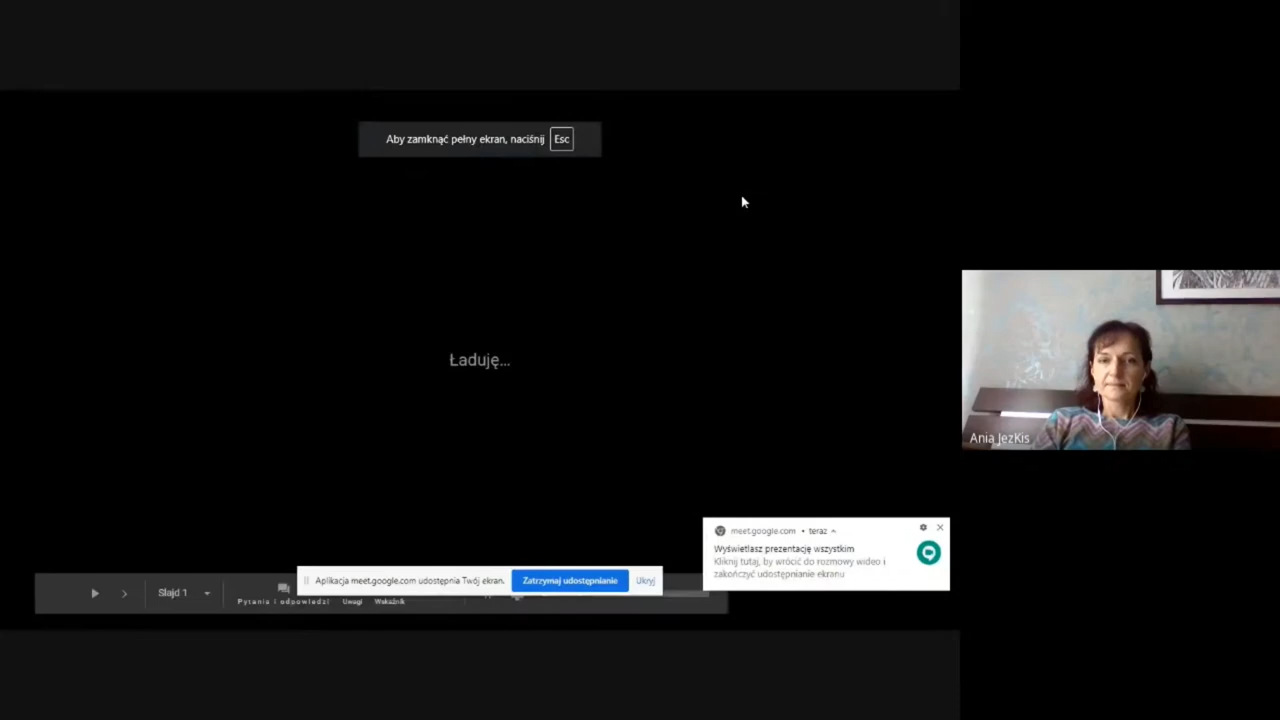 Aby zamknąć pełny ekran, naciśnij Esc
Ładuję...
Ania JezKis
meet.google.com • teraz
Wyświetlasz prezentację wszystkim
Kliknij tutaj, by wrócić do rozmowy wideo i
zakończyć udostępnianie ekranu
Aplikacja meet.google.com udostępnia Twój ekran. Zatrzymaj udostępnianie Ukryj
Slajd 1
Pytania i odpowiedzi Uwagi Wskaźnik